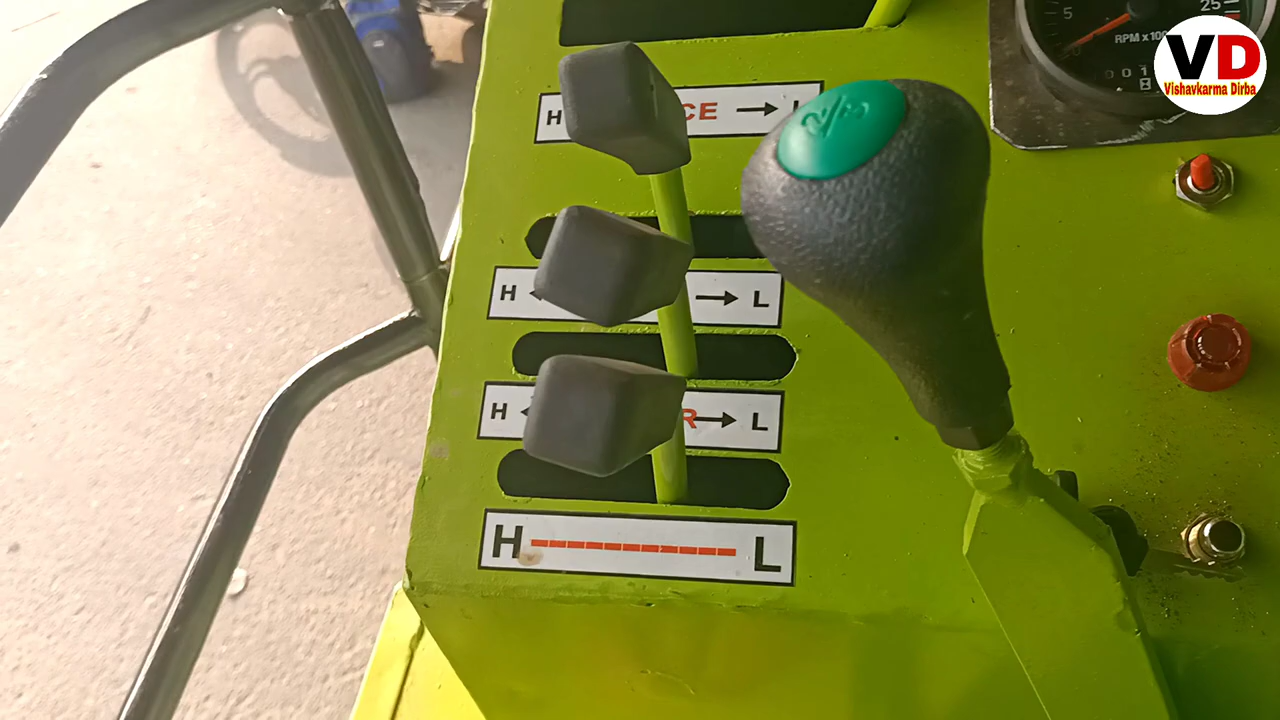 5
25
RPM x100
VD
Vishavkarma Dirba
H CE → L
H → L
H R → L
H L